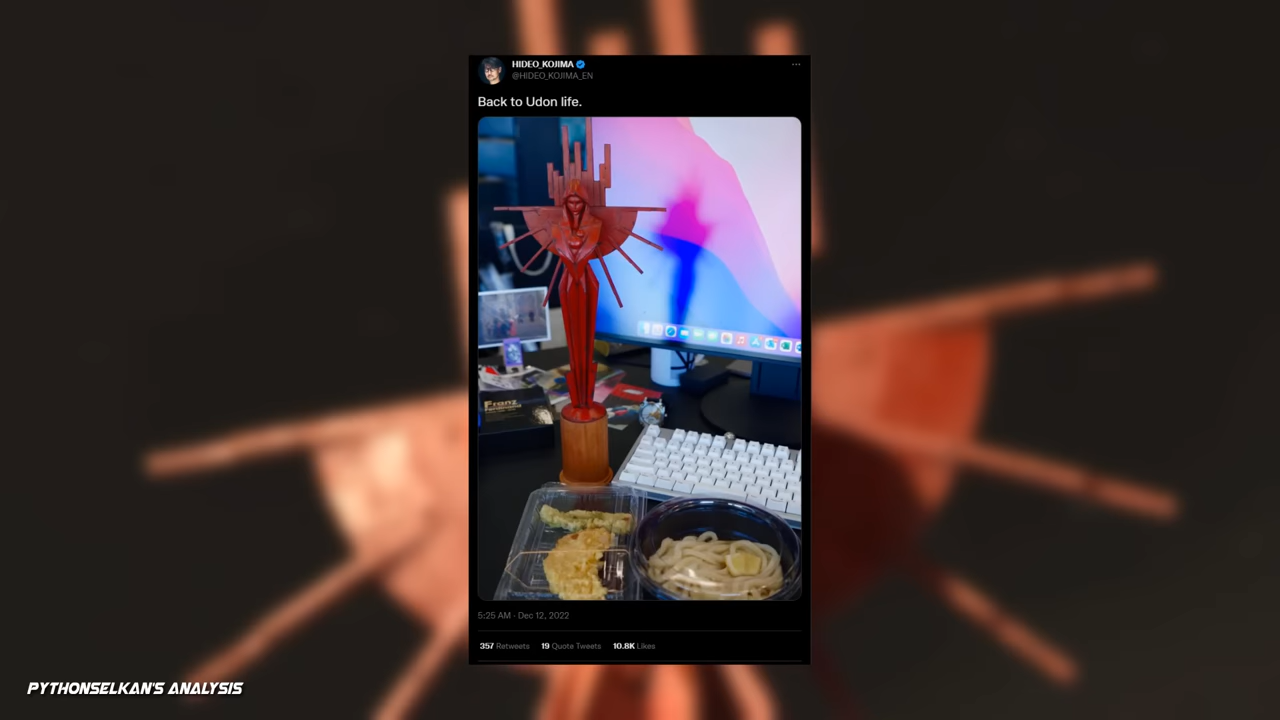 HIDEO_KOJIMA
@HIDEO_KOJIMA_EN
Back to Udon life.
Franz
5:25 AM · Dec 12, 2022
357 Retweets 19 Quote Tweets 10.8K Likes
PYTHONSELKAN'S ANALYSIS